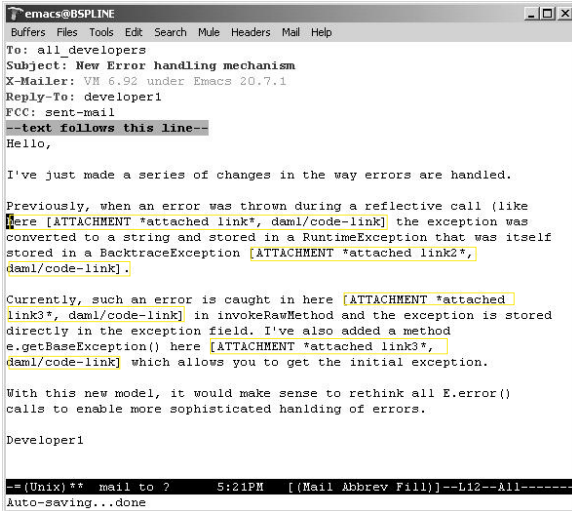 emacs@BSPLINE
Buffers Files Tools Edit Search Mule Headers Mail Help
To: all_developers
Subject: New Error handling mechanism
X-Mailer: VM 6.92 under Emacs 20.7.1
Reply-To: developer1
FCC: sent-mail
--text follows this line--
Hello,
I've just made a series of changes in the way errors are handled.
Previously, when an error was thrown during a reflective call (like
here [ATTACHMENT *attached link*, daml/code-link] the exception was
converted to a string and stored in a RuntimeException that was itself
stored in a BacktraceException [ATTACHMENT *attached link2*,
daml/code-link].
Currently, such an error is caught in here [ATTACHMENT *attached
link3*, daml/code-link] in invokeRawMethod and the exception is stored
directly in the exception field. I've also added a method
e.getBaseException() here [ATTACHMENT *attached link3*,
daml/code-link] which allows you to get the initial exception.
With this new model, it would make sense to rethink all E.error()
calls to enable more sophisticated hanlding of errors.
Developer1
-=(Unix)** mail to ? 5:21PM [(Mail Abbrev Fill)]--L12--All-------
Auto-saving...done